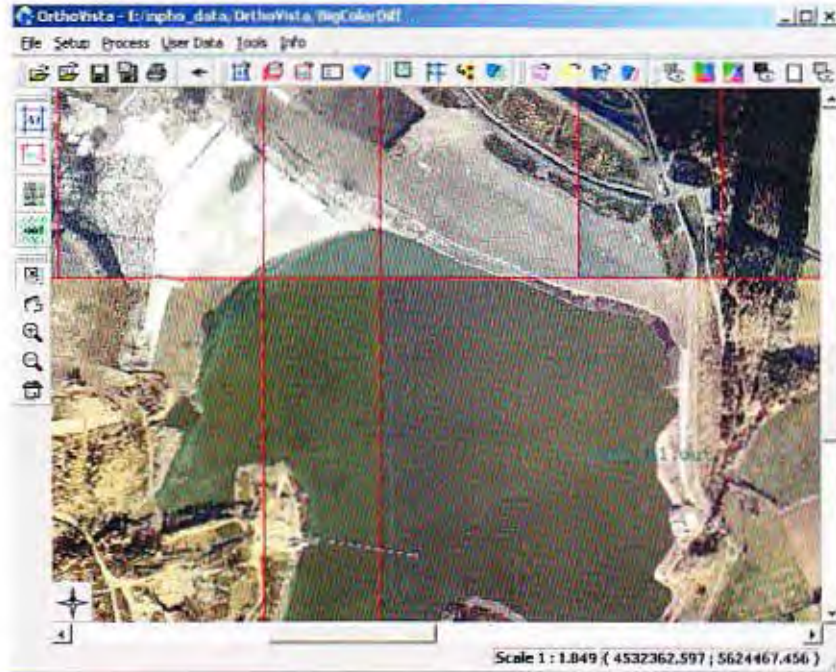 OrthoVista - E:/inpho_data/OrthoVista/BigColorDiff
File Setup Process User Data Tools Info
Scale 1 : 1.849 ( 4532362.597 ; 5624467.456 )